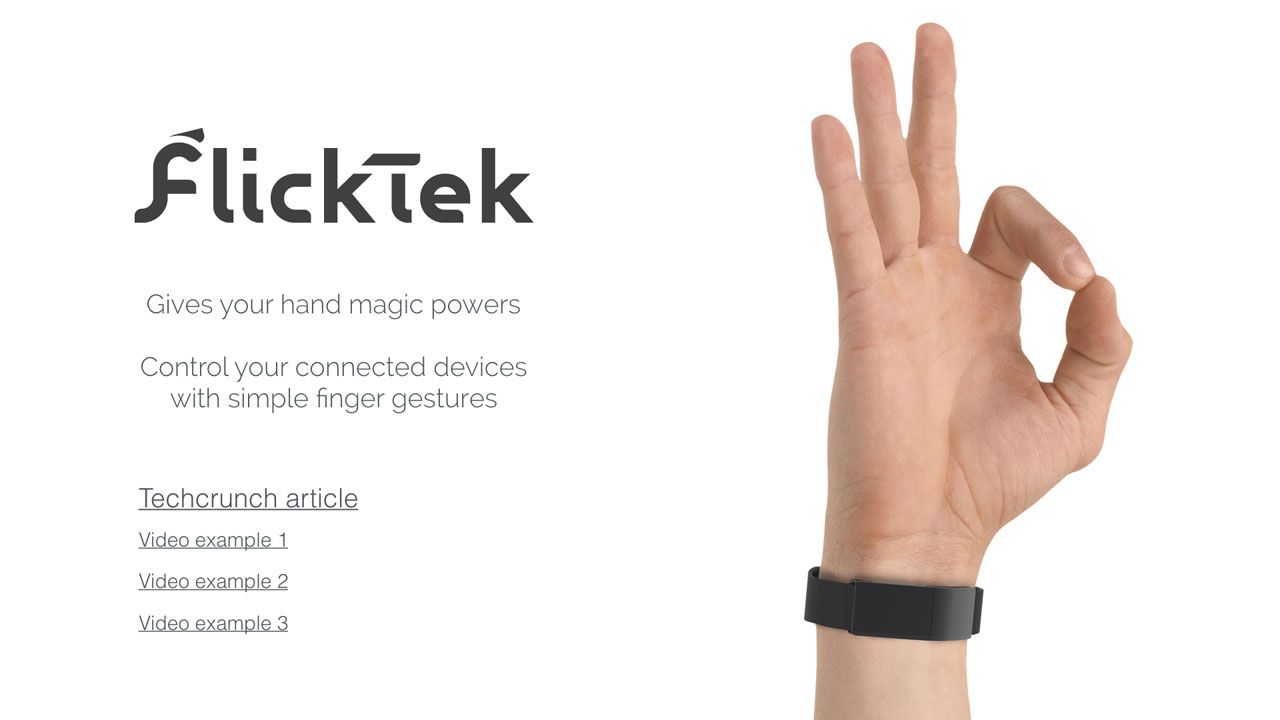 flickTek
Gives your hand magic powers
Control your connected devices
with simple finger gestures
Techcrunch article
Video example 1
Video example 2
Video example 3